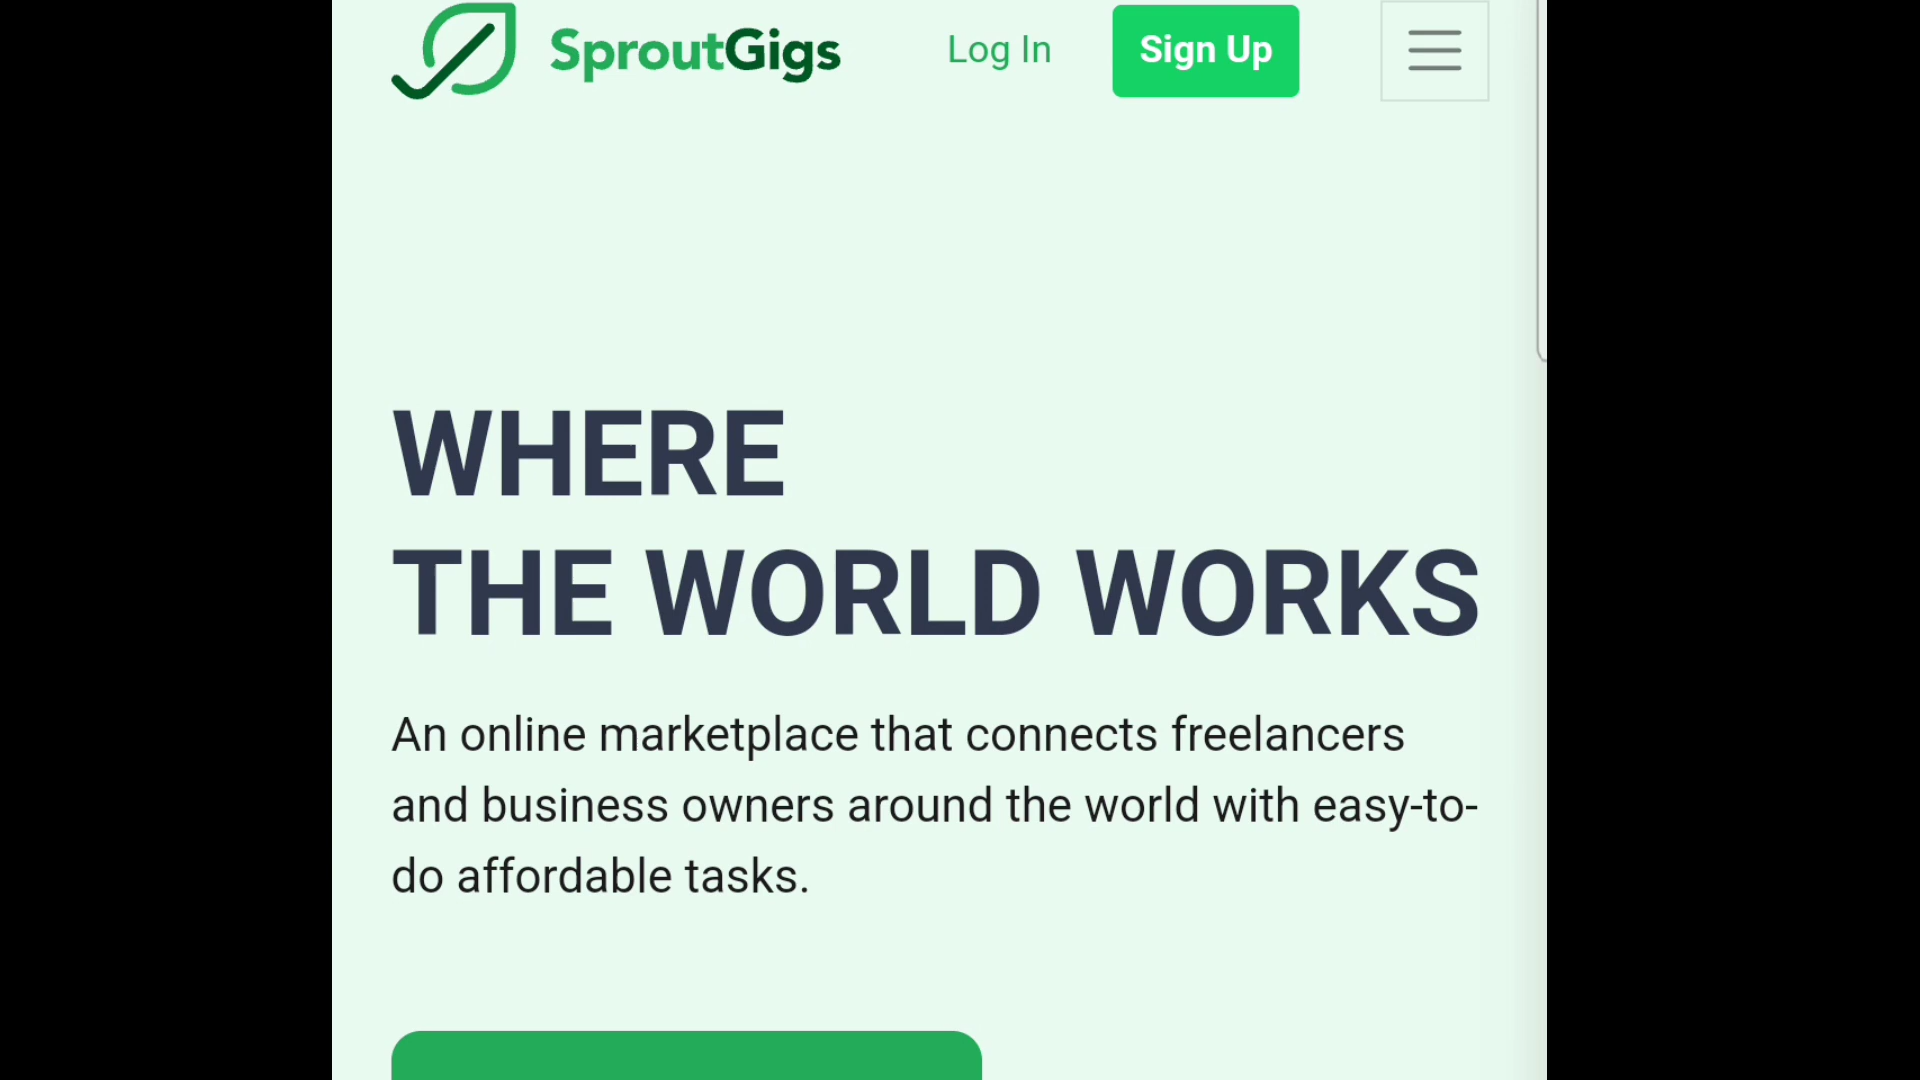 SproutGigs Log In Sign Up
WHERE
THE WORLD WORKS
An online marketplace that connects freelancers
and business owners around the world with easy-to-
do affordable tasks.